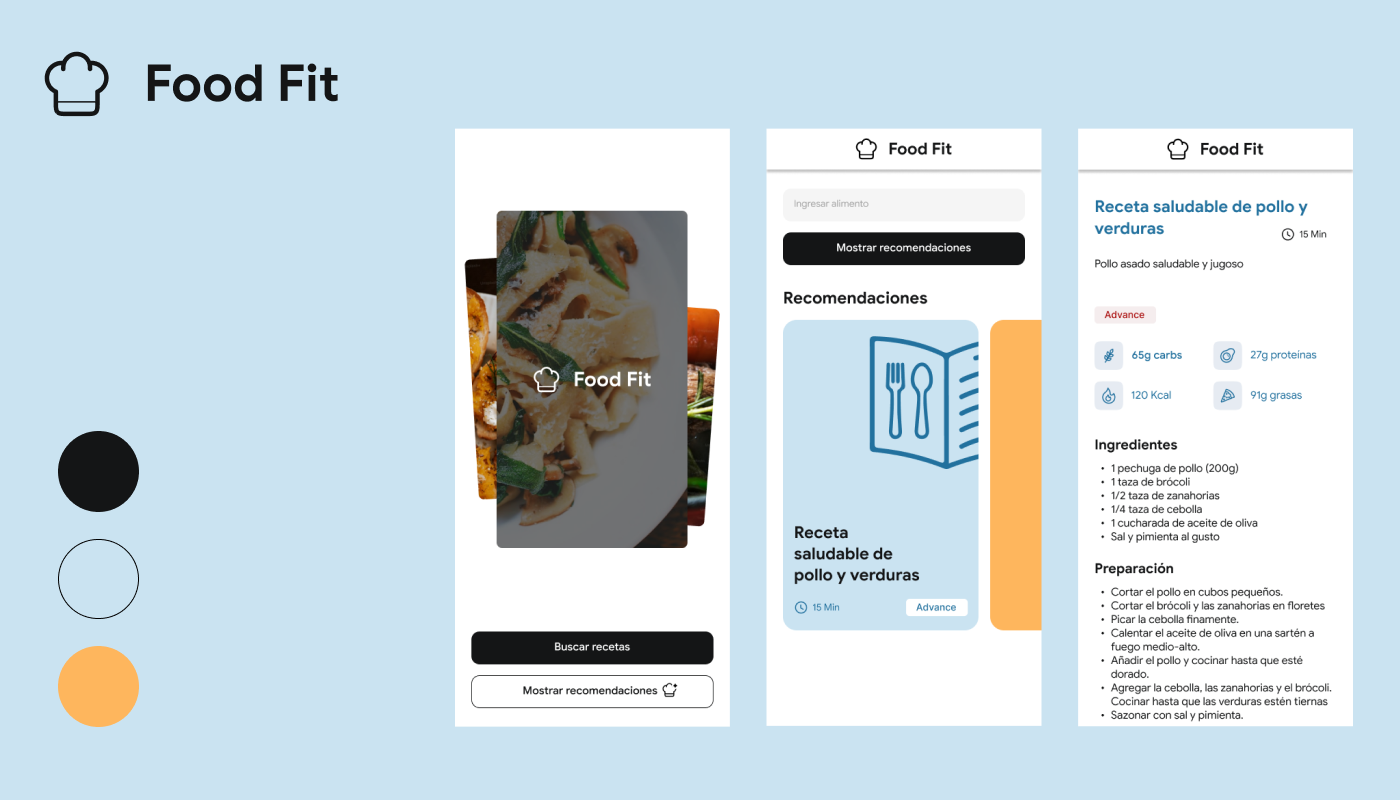 Food Fit
Food Fit
Buscar recetas
Mostrar recomendaciones
Food Fit
Ingresar alimento
Mostrar recomendaciones
Recomendaciones
Receta
saludable de
pollo y verduras
15 Min
Advance
Food Fit
Receta saludable de pollo y
verduras
15 Min
Pollo asado saludable y jugoso
Advance
65g carbs
27g proteinas
120 Kcal
91g grasas
Ingredientes
• 1 pechuga de pollo (200g)
• 1 taza de brócoli
• 1/2 taza de zanahorias
• 1/4 taza de cebolla
• 1 cucharada de aceite de oliva
• Sal y pimienta al gusto
Preparación
• Cortar el pollo en cubos pequeños.
• Cortar el brócoli y las zanahorias en floretes
• Picar la cebolla finamente.
• Calentar el aceite de oliva en una sartén a
fuego medio-alto.
• Añadir el pollo y cocinar hasta que esté
dorado.
• Agregar la cebolla, las zanahorias y el brócoli.
Cocinar hasta que las verduras estén tiernas
• Sazonar con sal y pimienta.